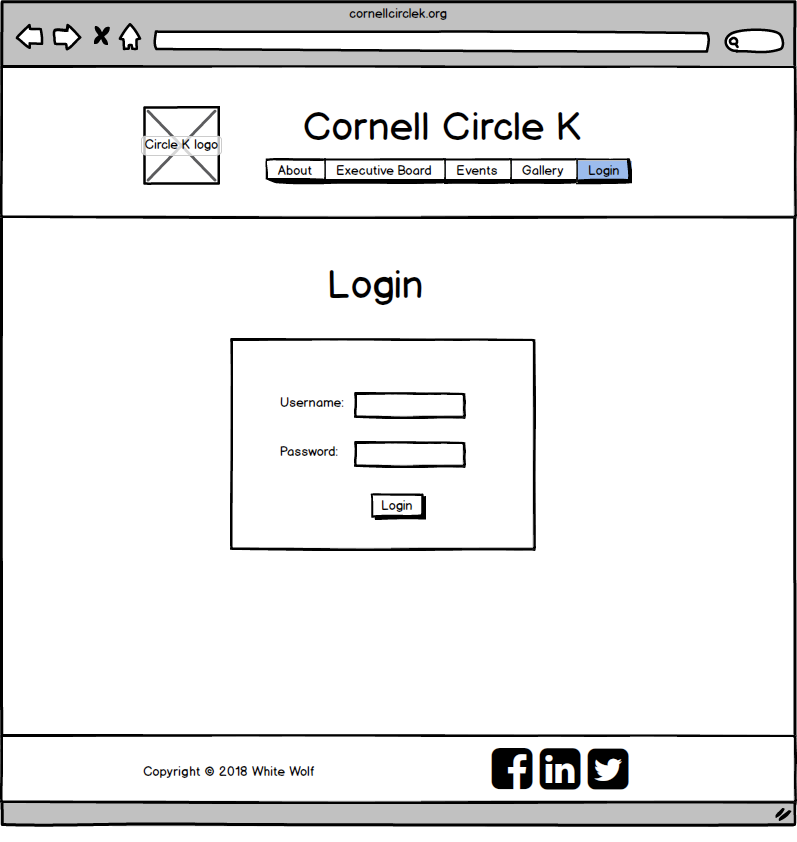 cornellcirclek.org
Circle K logo
Cornell Circle K
About Executive Board Events Gallery Login
Login
Username:
Password:
Login
Copyright © 2018 White Wolf
f in